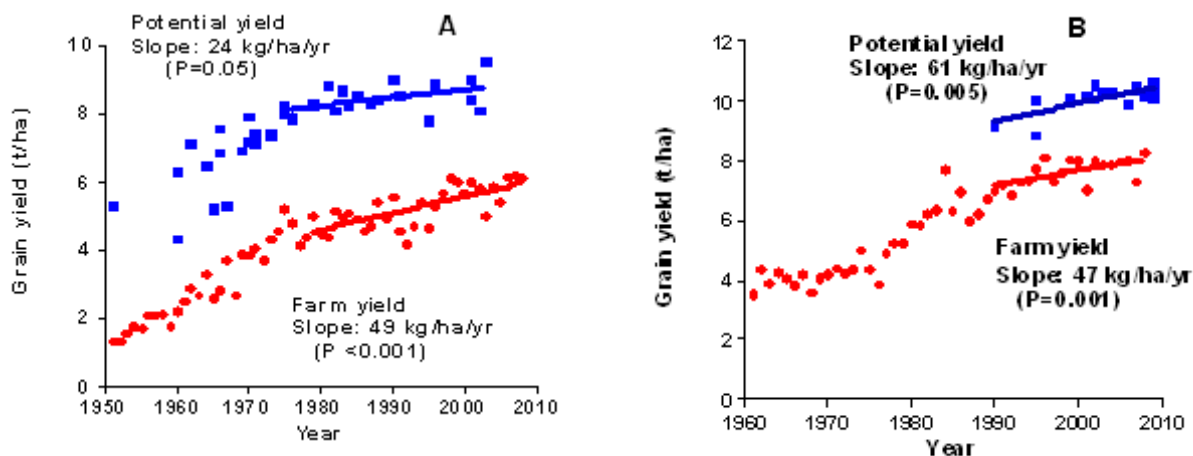 A
Potential yield
Slope: 24 kg/ha/yr
(P=0.05)
Grain yield (t/ha)
10
8
6
4
2
0
Farm yield
Slope: 49 kg/ha/yr
(P <0.001)
1950 1960 1970 1980 1990 2000 2010
Year
B
Potential yield
Slope: 61 kg/ha/yr
(P=0.005)
Grain yield (t/ha)
12
10
8
6
4
2
0
Farm yield
Slope: 47 kg/ha/yr
(P=0.001)
1960 1970 1980 1990 2000 2010
Year